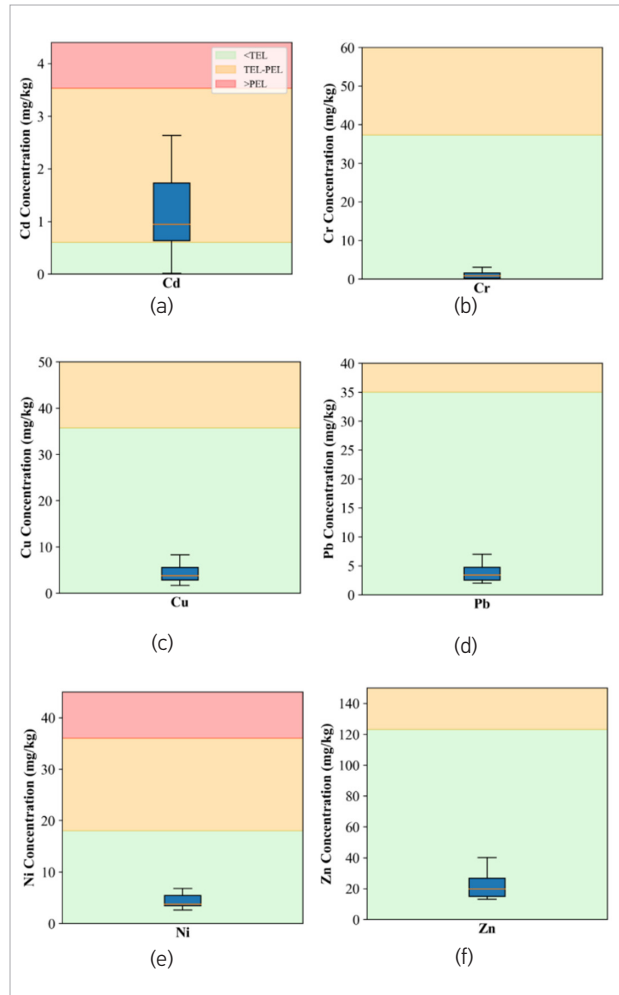 Cd Concentration (mg/kg)
4
3
2
1
0
<TEL
TEL-PEL
>PEL
Cd
(a)
Cr Concentration (mg/kg)
60
50
40
30
20
10
0
Cr
(b)
Cu Concentration (mg/kg)
50
40
30
20
10
0
Cu
(c)
Pb Concentration (mg/kg)
40
35
30
25
20
15
10
5
0
Pb
(d)
Ni Concentration (mg/kg)
40
30
20
10
0
Ni
(e)
Zn Concentration (mg/kg)
140
120
100
80
60
40
20
0
Zn
(f)